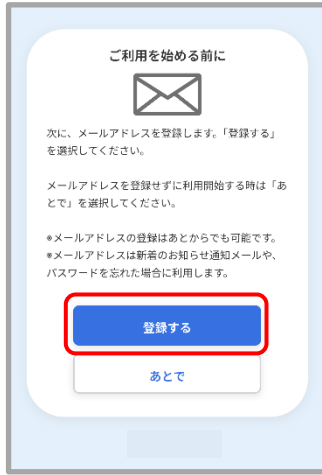 ご利用を始める前に
次に、メールアドレスを登録します。「登録する」
を選択してください。
メールアドレスを登録せずに利用開始する時は「あ
とで」を選択してください。
※メールアドレスの登録はあとからでも可能です。
※メールアドレスは新着のお知らせ通知メールや、
パスワードを忘れた場合に利用します。
登録する
あとで